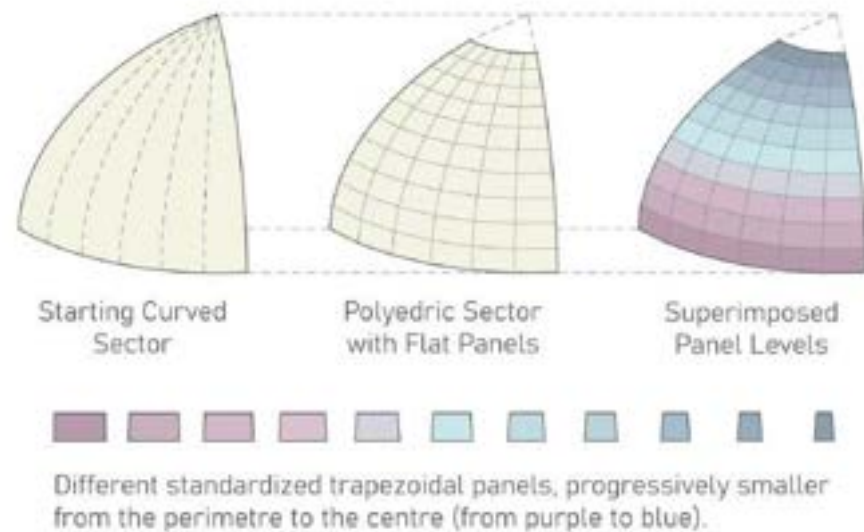 Starting Curved
Sector
Polyedric Sector
with Flat Panels
Superimposed
Panel Levels
Different standardized trapezoidal panels, progressively smaller
from the perimetre to the centre (from purple to blue).